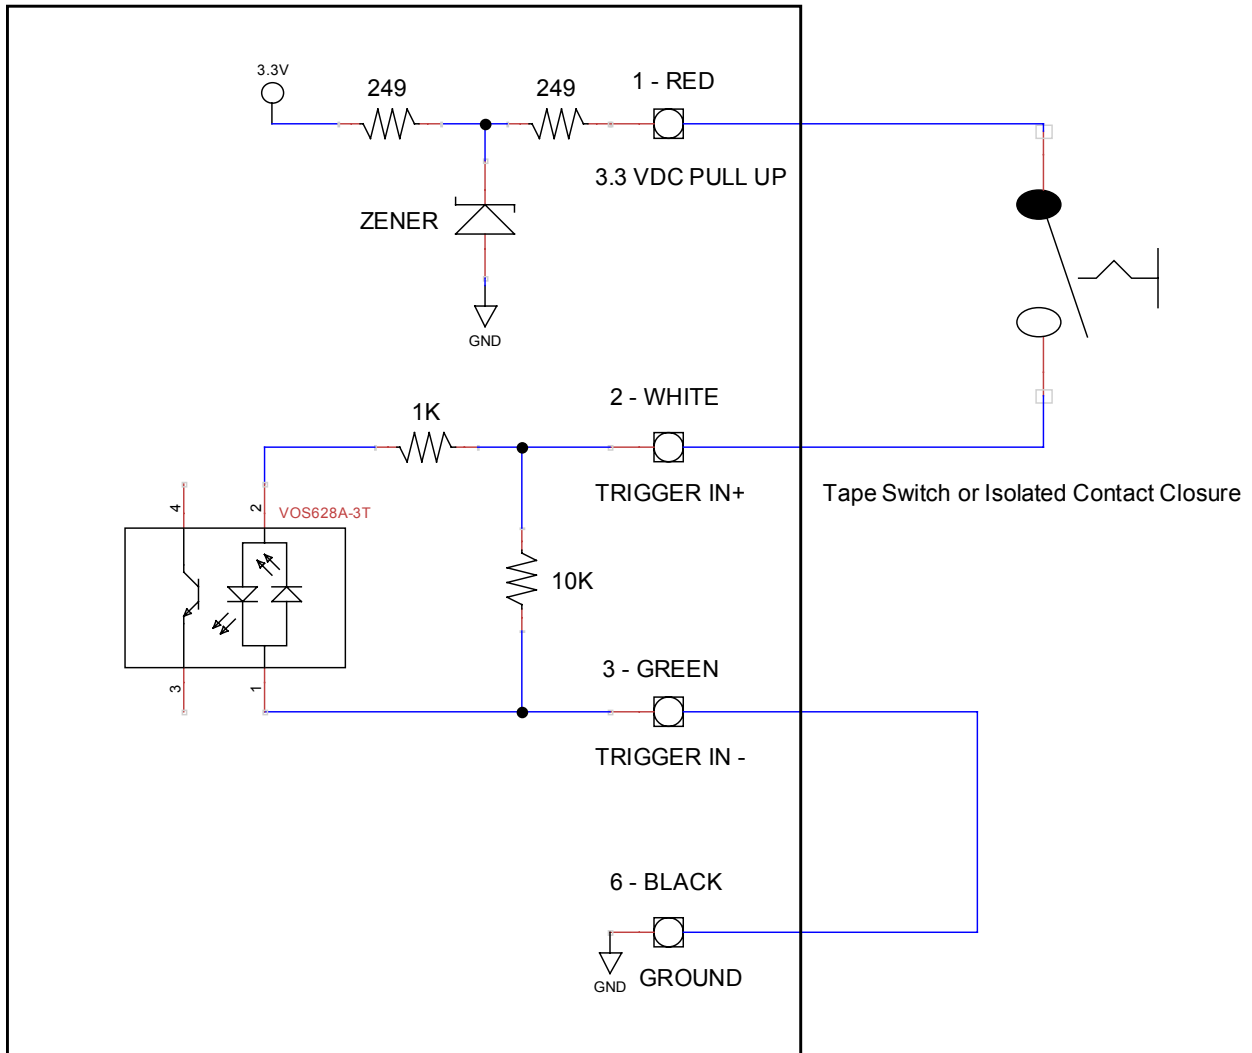 3.3V
249
249
1 - RED
3.3 VDC PULL UP
ZENER
GND
2 - WHITE
1K
TRIGGER IN+
Tape Switch or Isolated Contact Closure
4
2
VOS628A-3T
10K
3
1
3 - GREEN
TRIGGER IN -
6 - BLACK
GND
GROUND